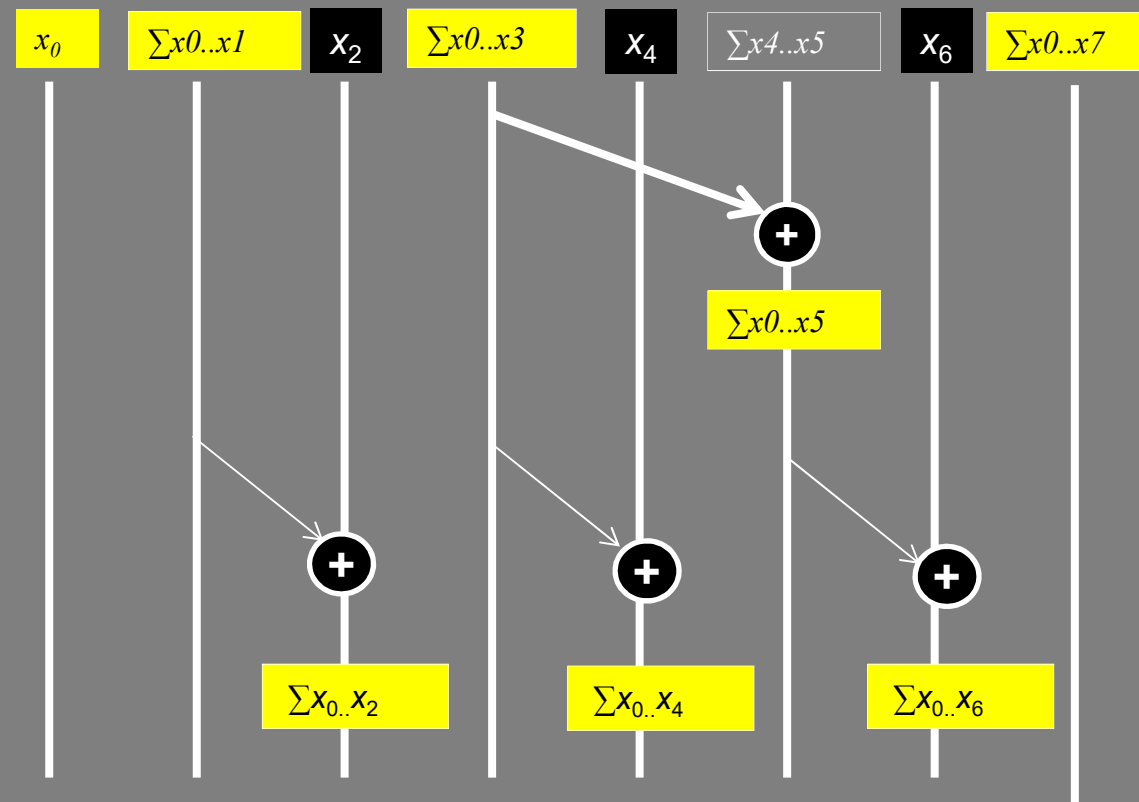 x₀ ∑x0..x1 x₂ ∑x0..x3 x₄ ∑x4..x5 x₆ ∑x0..x7
+
∑x0..x5
+ + +
∑x₀..x₂ ∑x₀..x₄ ∑x₀..x₆